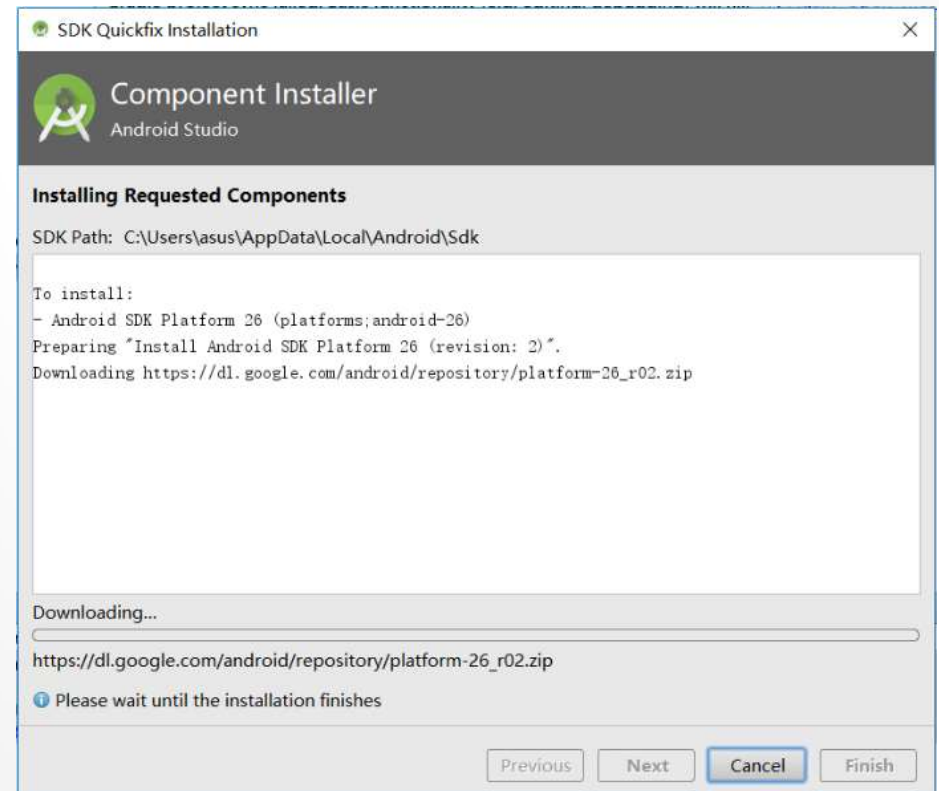 SDK Quickfix Installation
Component Installer
Android Studio
Installing Requested Components
SDK Path: C:\Users\asus\AppData\Local\Android\Sdk
To install:
- Android SDK Platform 26 (platforms;android-26)
Preparing "Install Android SDK Platform 26 (revision: 2)".
Downloading https://dl.google.com/android/repository/platform-26_r02.zip
Downloading...
https://dl.google.com/android/repository/platform-26_r02.zip
Please wait until the installation finishes
Previous Next Cancel Finish